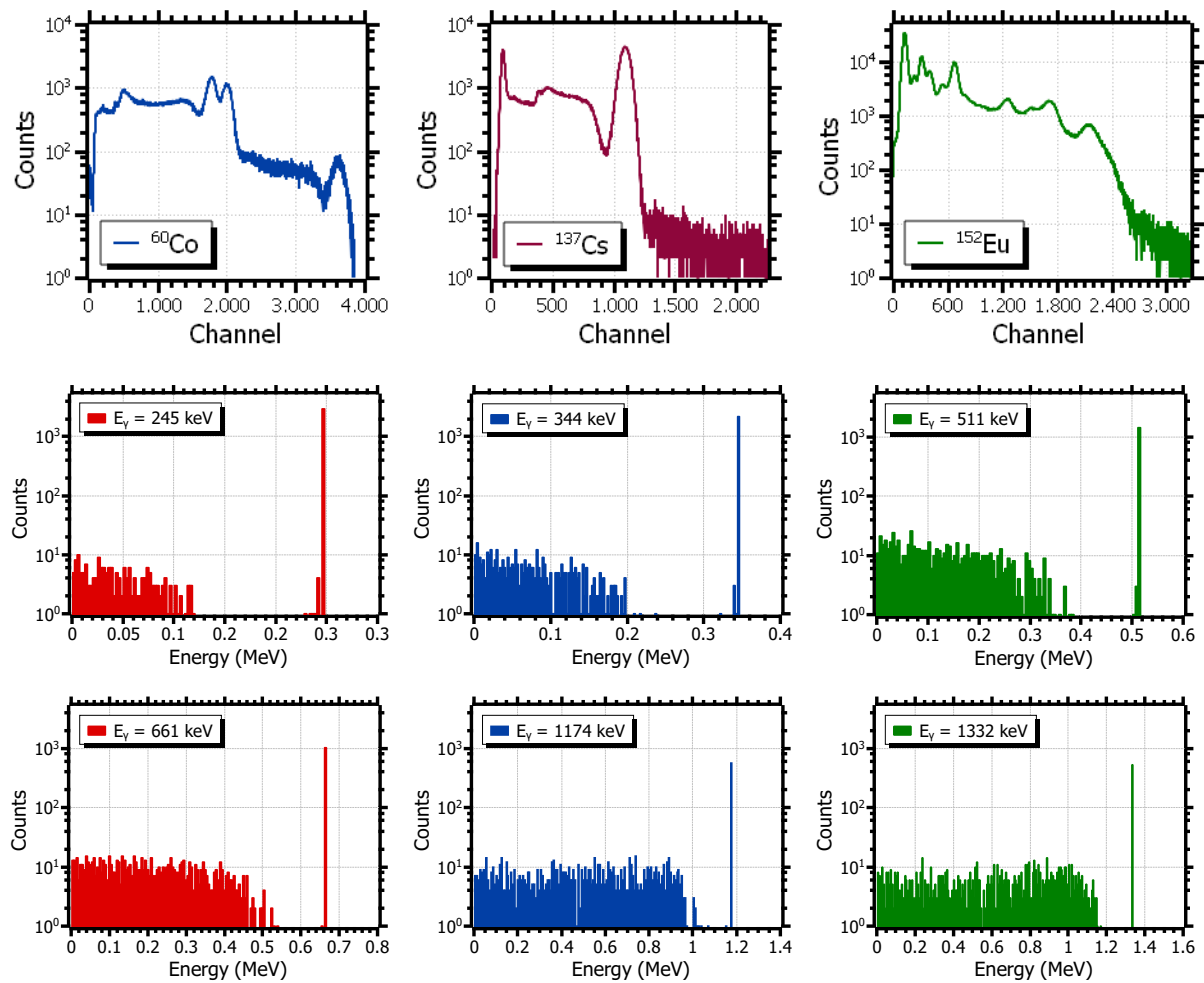 10⁴
10³
10²
10¹
10⁰
Counts
⁶⁰Co
0 1.000 2.000 3.000 4.000
Channel
10⁴
10³
10²
10¹
10⁰
Counts
¹³⁷Cs
0 500 1.000 1.500 2.000
Channel
10⁴
10³
10²
10¹
10⁰
Counts
¹⁵²Eu
0 600 1.200 1.800 2.400 3.000
Channel
10³
10²
10¹
10⁰
Counts
Eᵧ = 245 keV
0 0.05 0.1 0.2 0.2 0.3 0.3
Energy (MeV)
10³
10²
10¹
10⁰
Counts
Eᵧ = 344 keV
0 0.1 0.2 0.3 0.4
Energy (MeV)
10³
10²
10¹
10⁰
Counts
Eᵧ = 511 keV
0 0.1 0.2 0.3 0.4 0.5 0.6
Energy (MeV)
10³
10²
10¹
10⁰
Counts
Eᵧ = 661 keV
0 0.1 0.2 0.3 0.4 0.5 0.6 0.7 0.8
Energy (MeV)
10³
10²
10¹
10⁰
Counts
Eᵧ = 1174 keV
0 0.2 0.4 0.6 0.8 1 1.2 1.4
Energy (MeV)
10³
10²
10¹
10⁰
Counts
Eᵧ = 1332 keV
0 0.2 0.4 0.6 0.8 1 1.2 1.4 1.6
Energy (MeV)